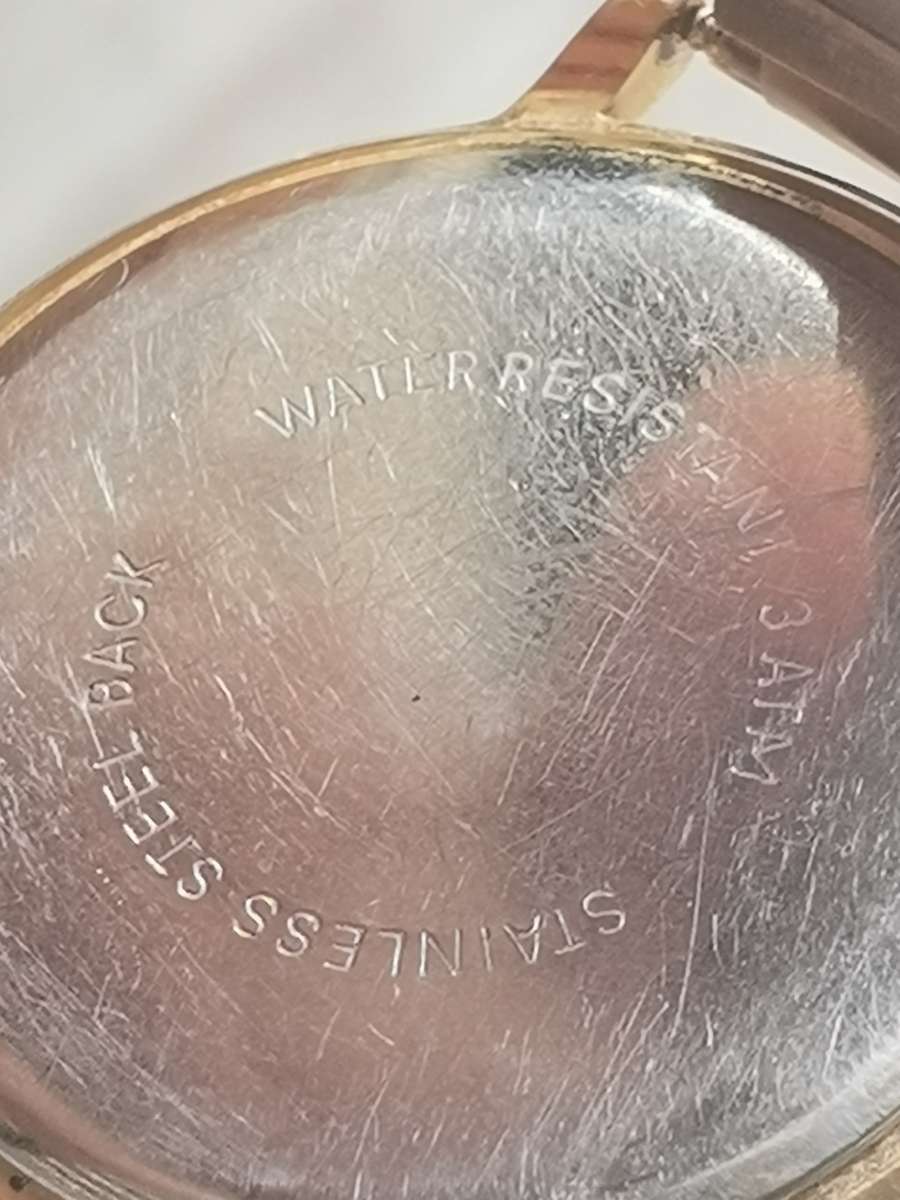 WATER RESISTANT 3 ATM
STAINLESS STEEL BACK